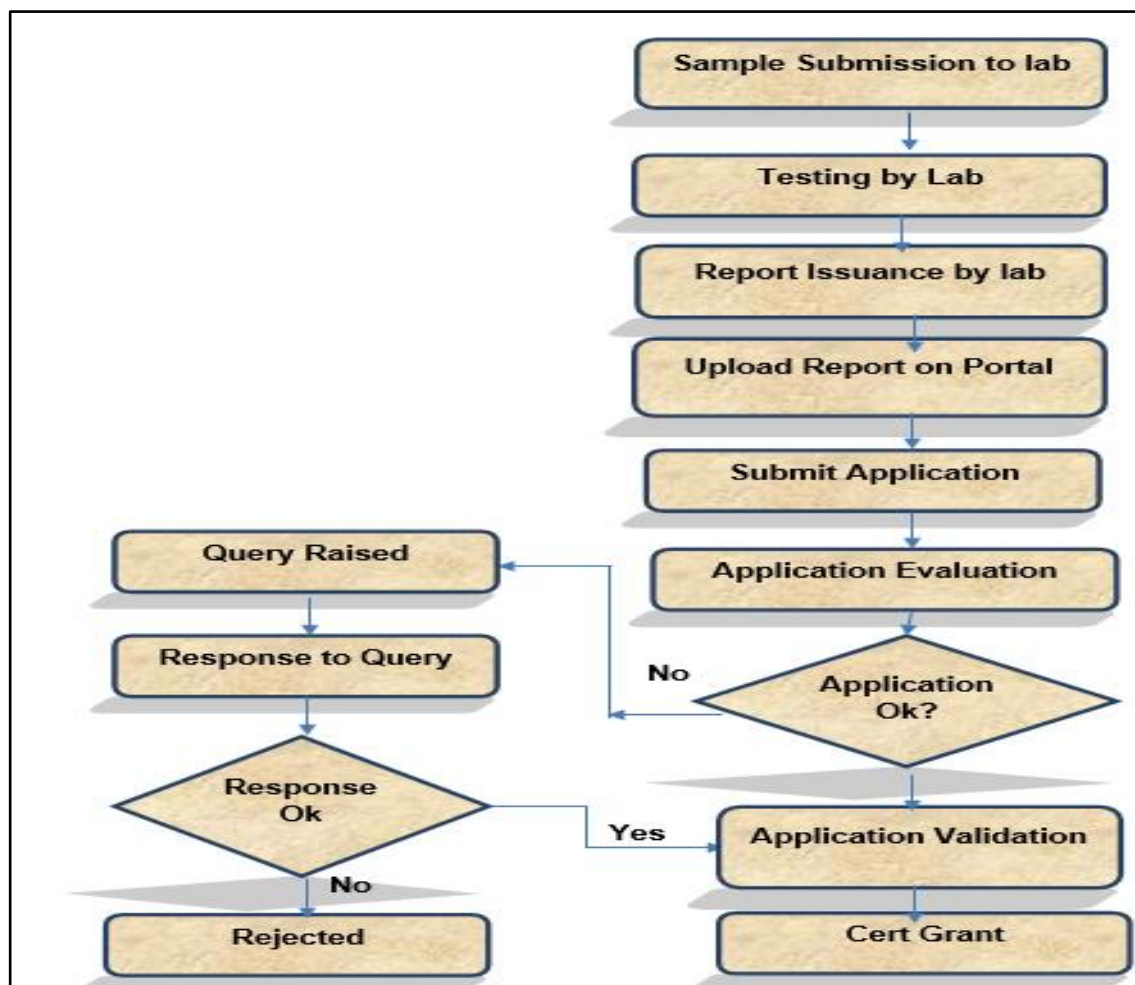 Sample Submission to lab
Testing by Lab
Report Issuance by lab
Upload Report on Portal
Submit Application
Application Evaluation
Application
Ok?
No
Query Raised
Response to Query
Response
Ok
Yes
No
Rejected
Application Validation
Cert Grant